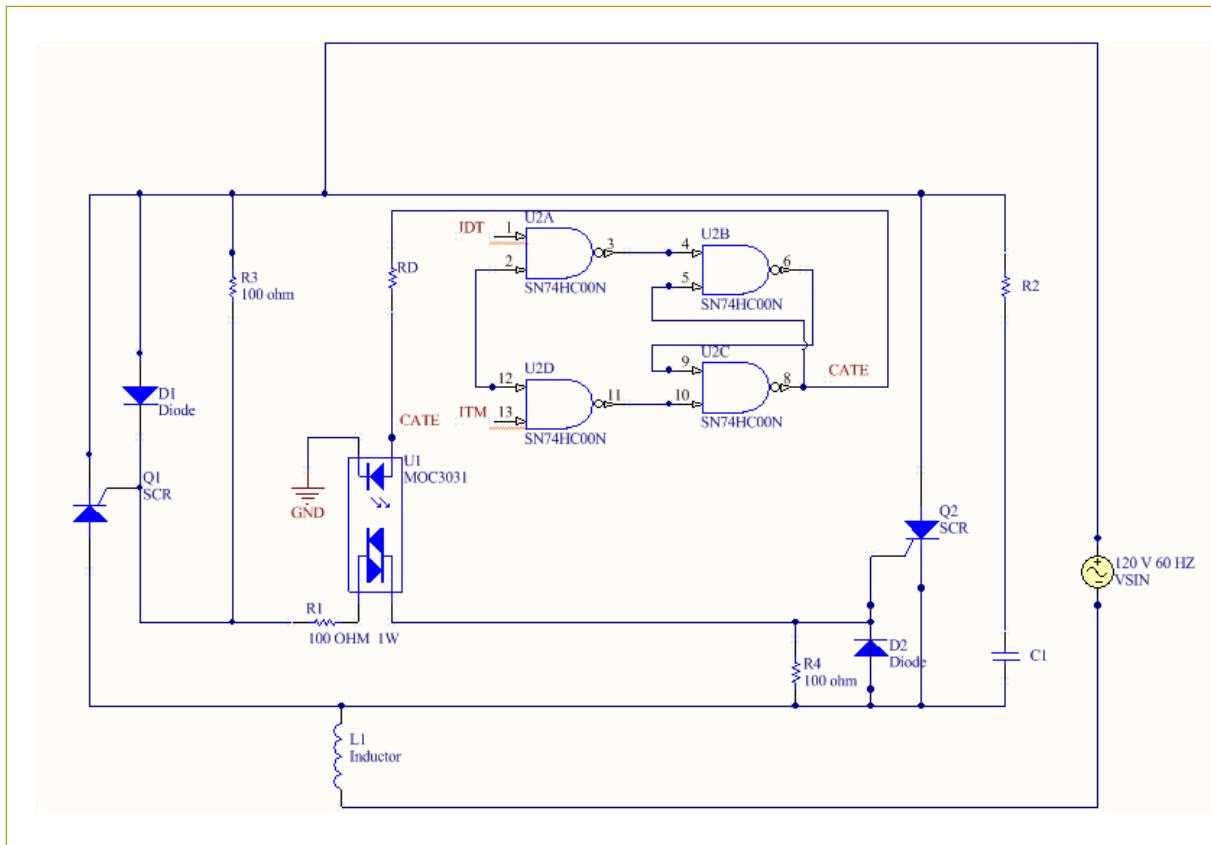 U2A
JDT
1
2
3
SN74HC00N
U2B
4
5
6
SN74HC00N
R3
100 ohm
RD
R2
D1
Diode
U2D
12
13
11
ITM
SN74HC00N
U2C
9
10
8
SN74HC00N
CATE
CATE
U1
MOC3031
GND
Q1
SCR
Q2
SCR
120 V 60 HZ
VSIN
R1
100 OHM 1W
R4
100 ohm
D2
Diode
C1
L1
Inductor